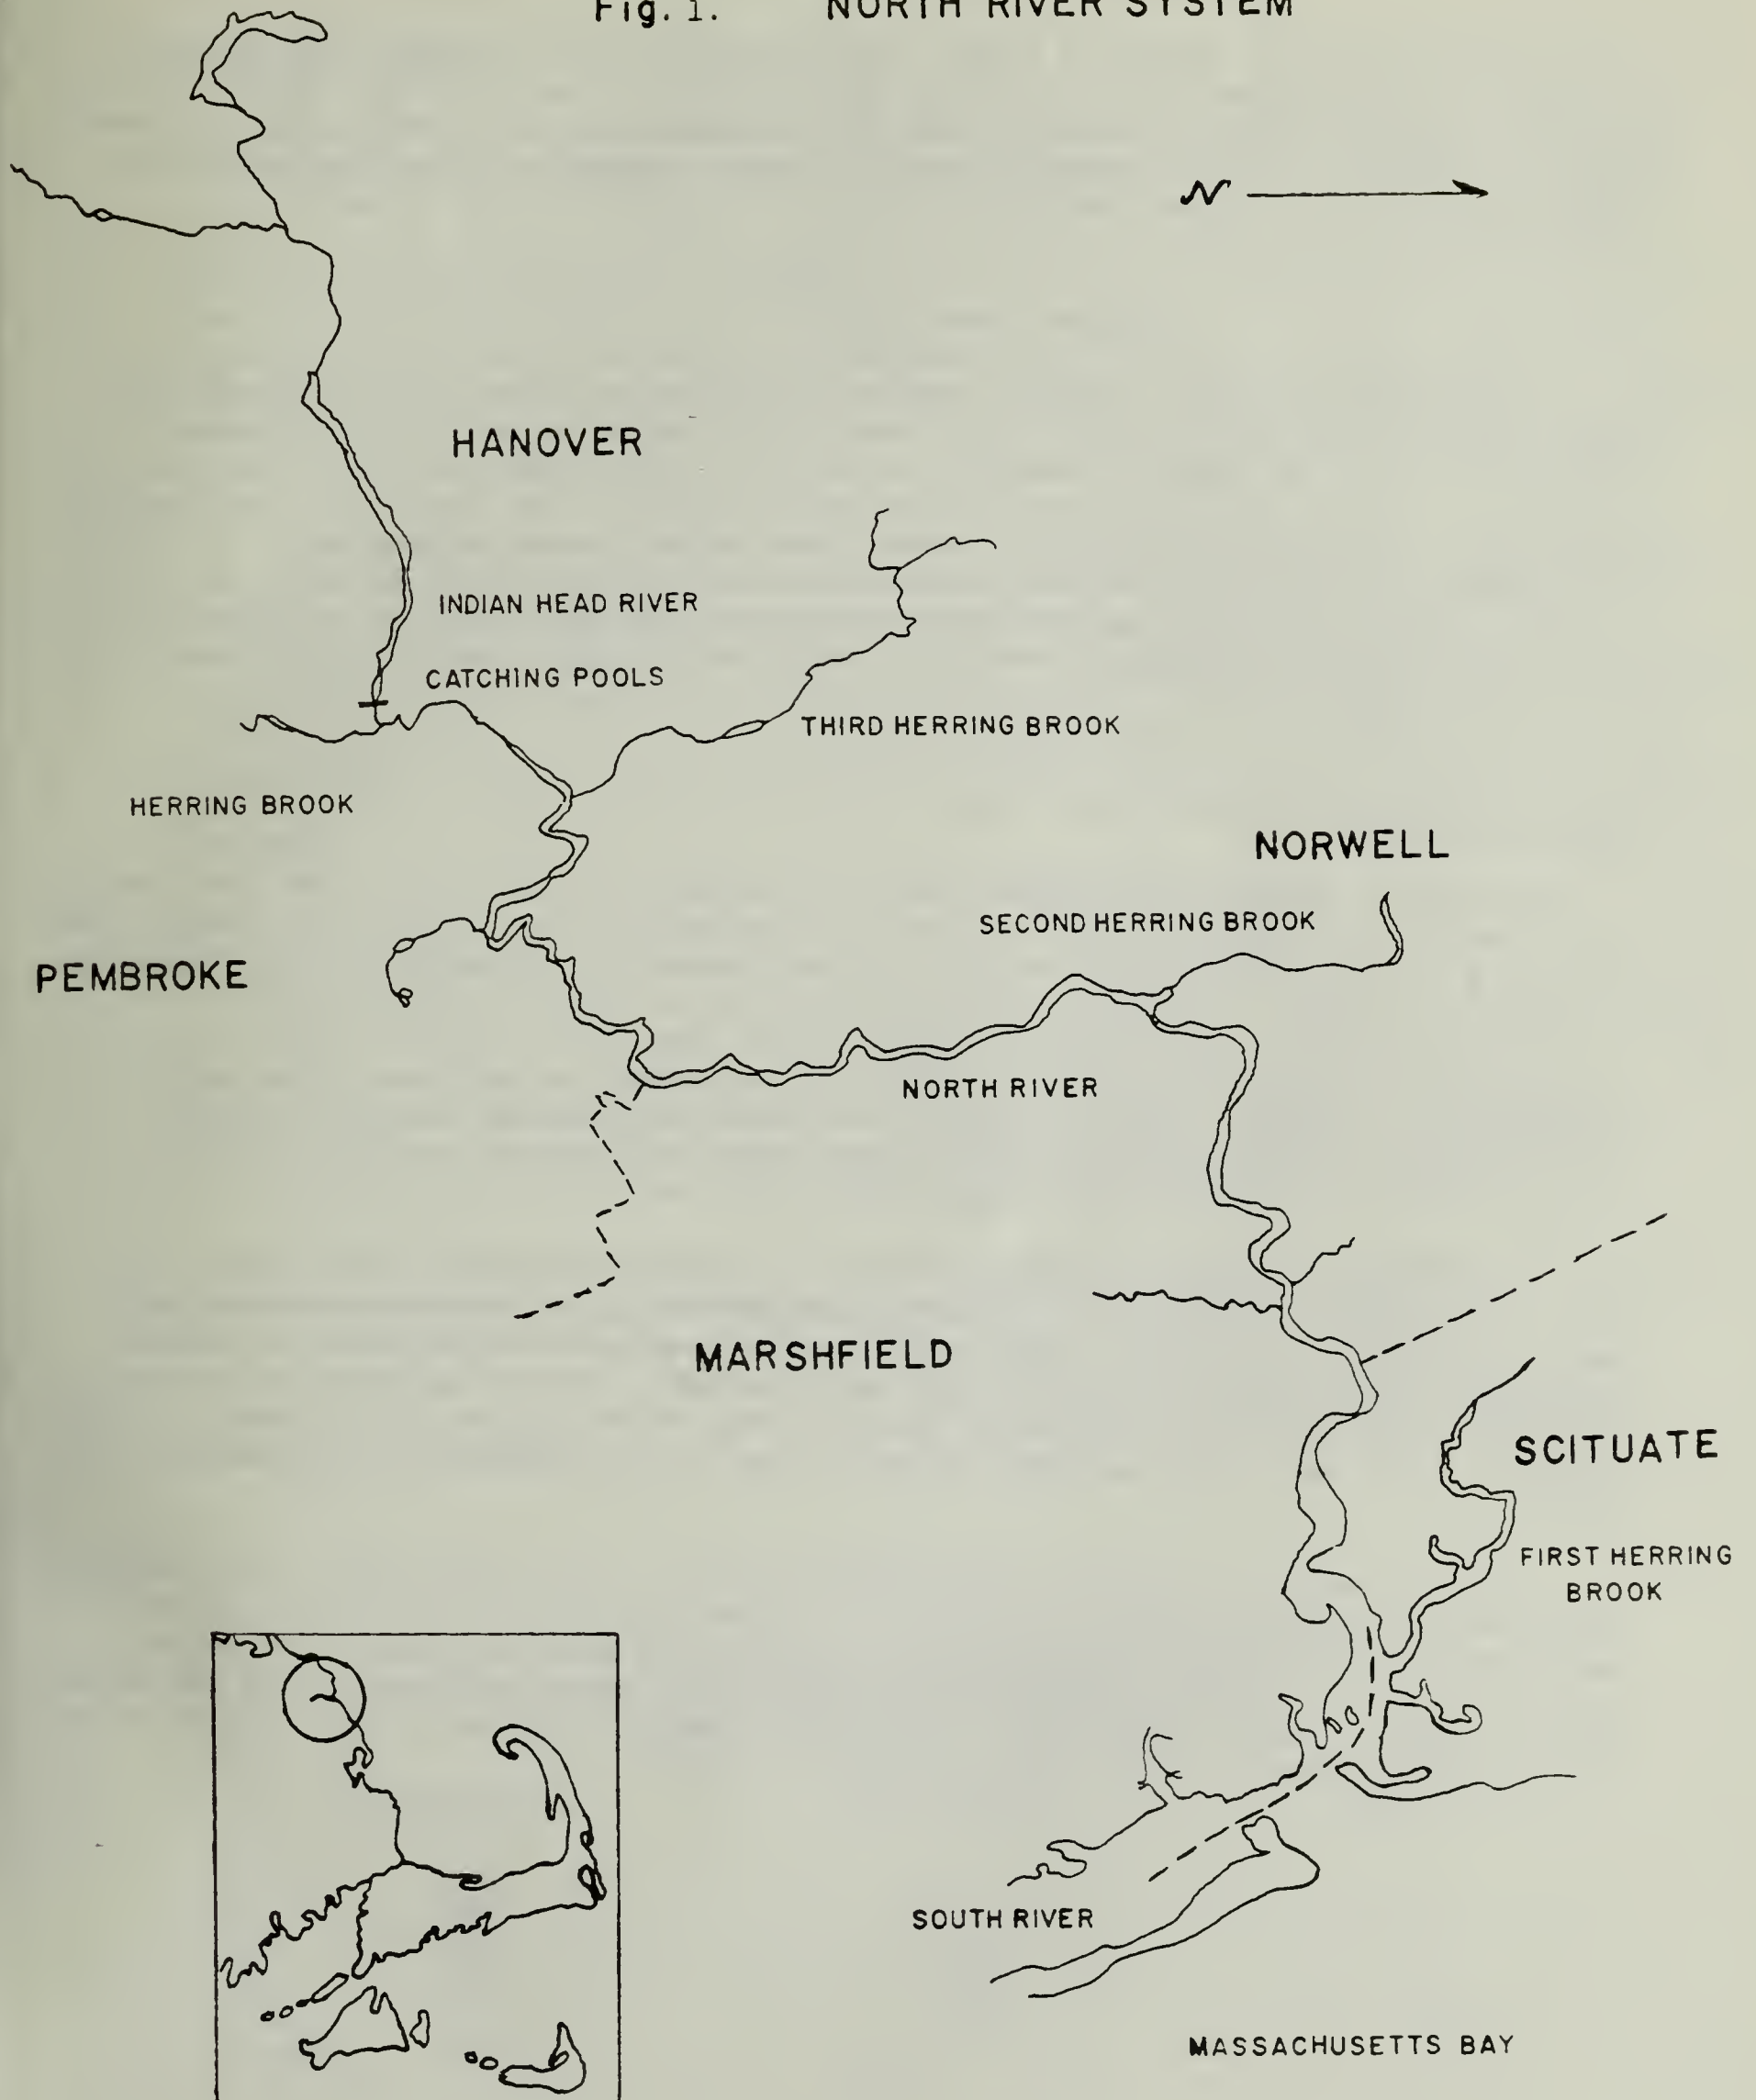 Fig. 1. NORTH RIVER SYSTEM
N
HANOVER
INDIAN HEAD RIVER
CATCHING POOLS
THIRD HERRING BROOK
HERRING BROOK
NORWELL
SECOND HERRING BROOK
PEMBROKE
NORTH RIVER
MARSHFIELD
SCITUATE
FIRST HERRING
BROOK
SOUTH RIVER
MASSACHUSETTS BAY